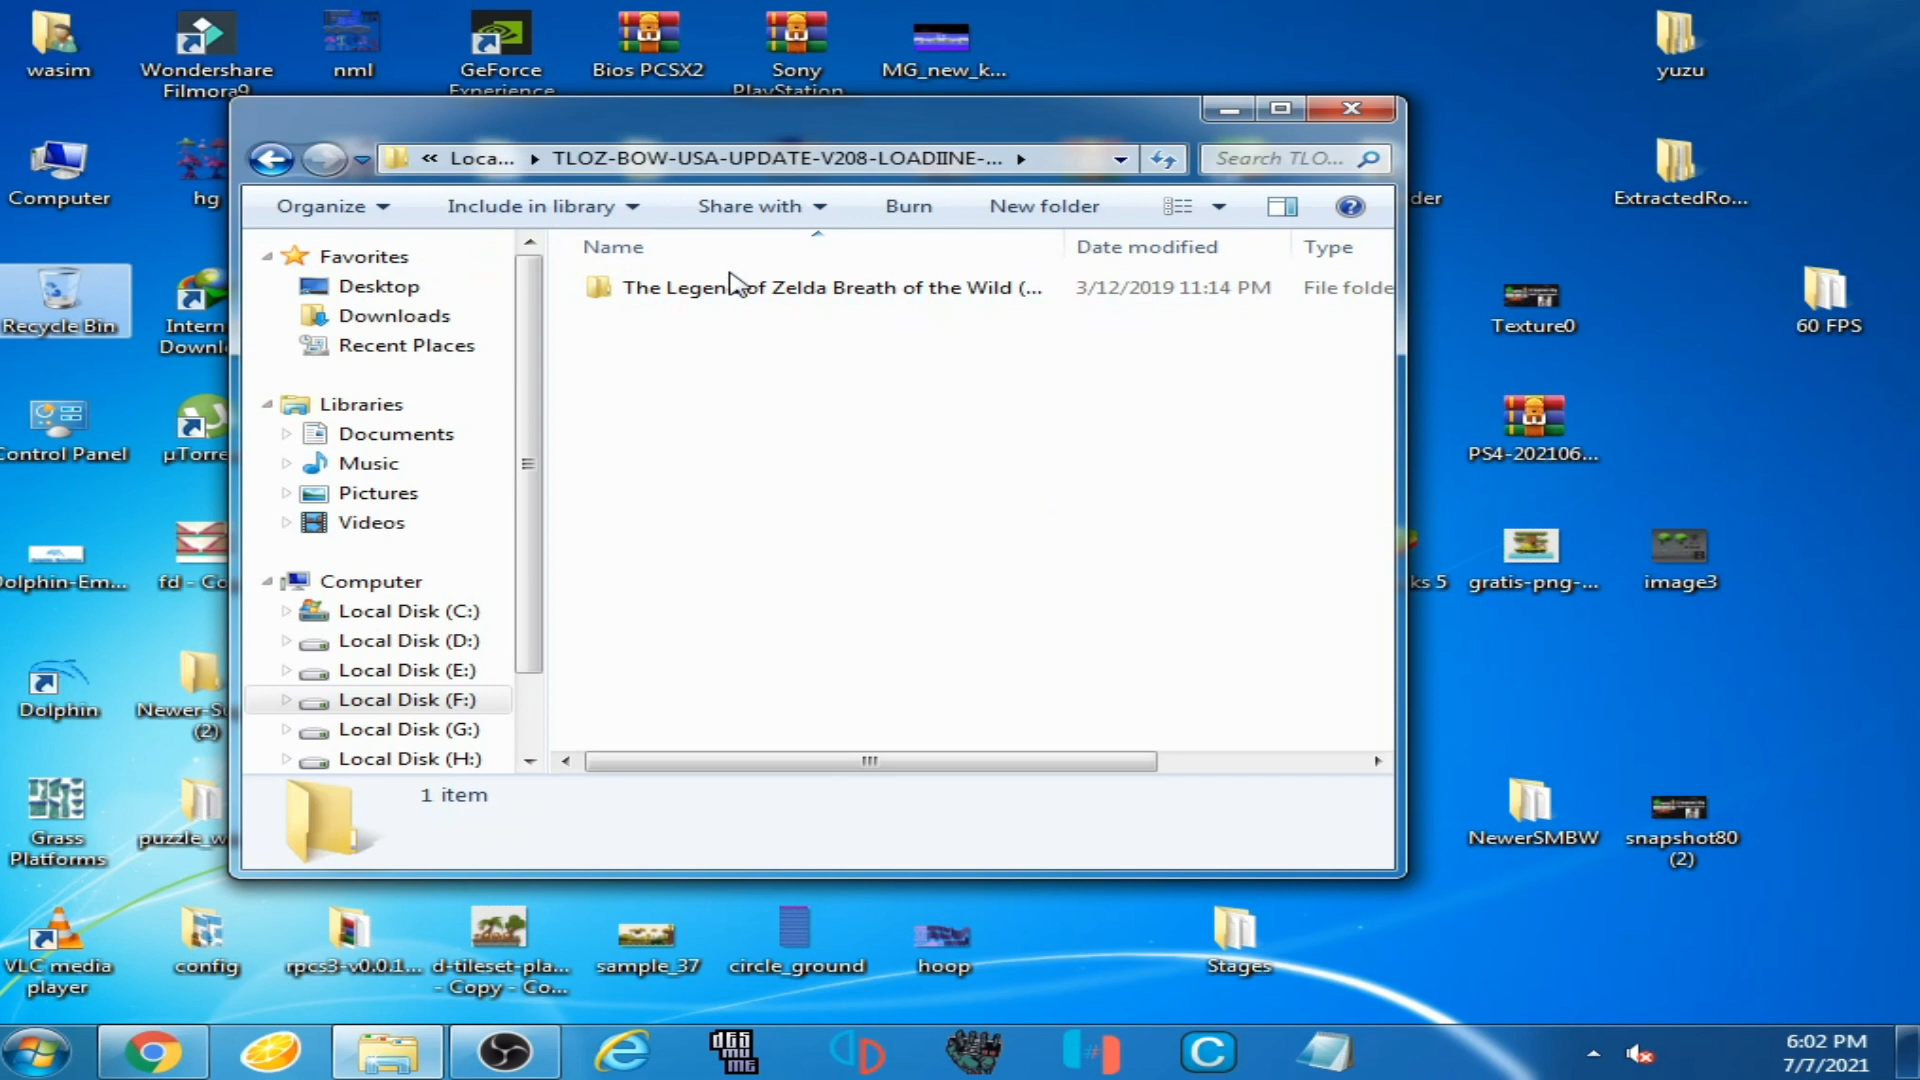 wasim
Wondershare
Filmora9
nml
GeForce
Experience
Bios PCSX2
Sony
PlayStation
MG_new_k...
yuzu
Computer
hg
ExtractedRo...
der
Loca...
TLOZ-BOW-USA-UPDATE-V208-LOADIINE-...
Search TLO...
Organize
Include in library
Share with
Burn
New folder
Name
Date modified
Type
The Legend of Zelda Breath of the Wild (...
3/12/2019 11:14 PM
File folde
Favorites
Desktop
Downloads
Recent Places
Libraries
Documents
Music
Pictures
Videos
Computer
Local Disk (C:)
Local Disk (D:)
Local Disk (E:)
Local Disk (F:)
Local Disk (G:)
Local Disk (H:)
1 item
Recycle Bin
Intern
Downl
Control Panel
µTorre
Dolphin-Em...
fd - Co
Dolphin
Newer-Su
(2)
Grass
Platforms
puzzle_w
Texture0
60 FPS
PS4-202106...
ks 5
gratis-png-...
image3
NewerSMBW
snapshot80
(2)
VLC media
player
config
rpcs3-v0.0.1...
d-tileset-pla...
- Copy - Co...
sample_37
circle_ground
hoop
Stages
6:02 PM
7/7/2021